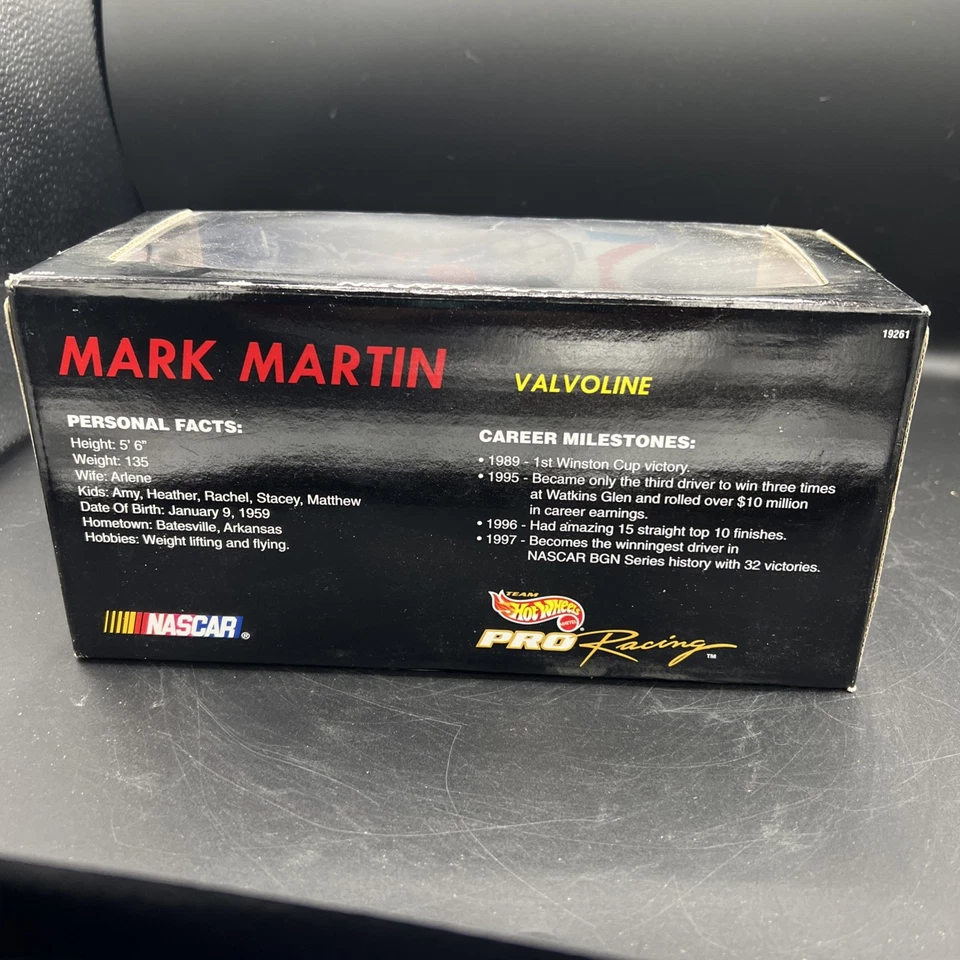 19261
MARK MARTIN
VALVOLINE
PERSONAL FACTS:
Height: 5' 6"
Weight: 135
Wife: Arlene
Kids: Amy, Heather, Rachel, Stacey, Matthew
Date Of Birth: January 9, 1959
Hometown: Batesville, Arkansas
Hobbies: Weight lifting and flying.
CAREER MILESTONES:
• 1989 - 1st Winston Cup victory.
• 1995 - Became only the third driver to win three times
at Watkins Glen and rolled over $10 million
in career earnings.
• 1996 - Had amazing 15 straight top 10 finishes.
• 1997 - Becomes the winningest driver in
NASCAR BGN Series history with 32 victories.
NASCAR®
TEAM
Hot Wheels
MATTEL
PRO Racing™